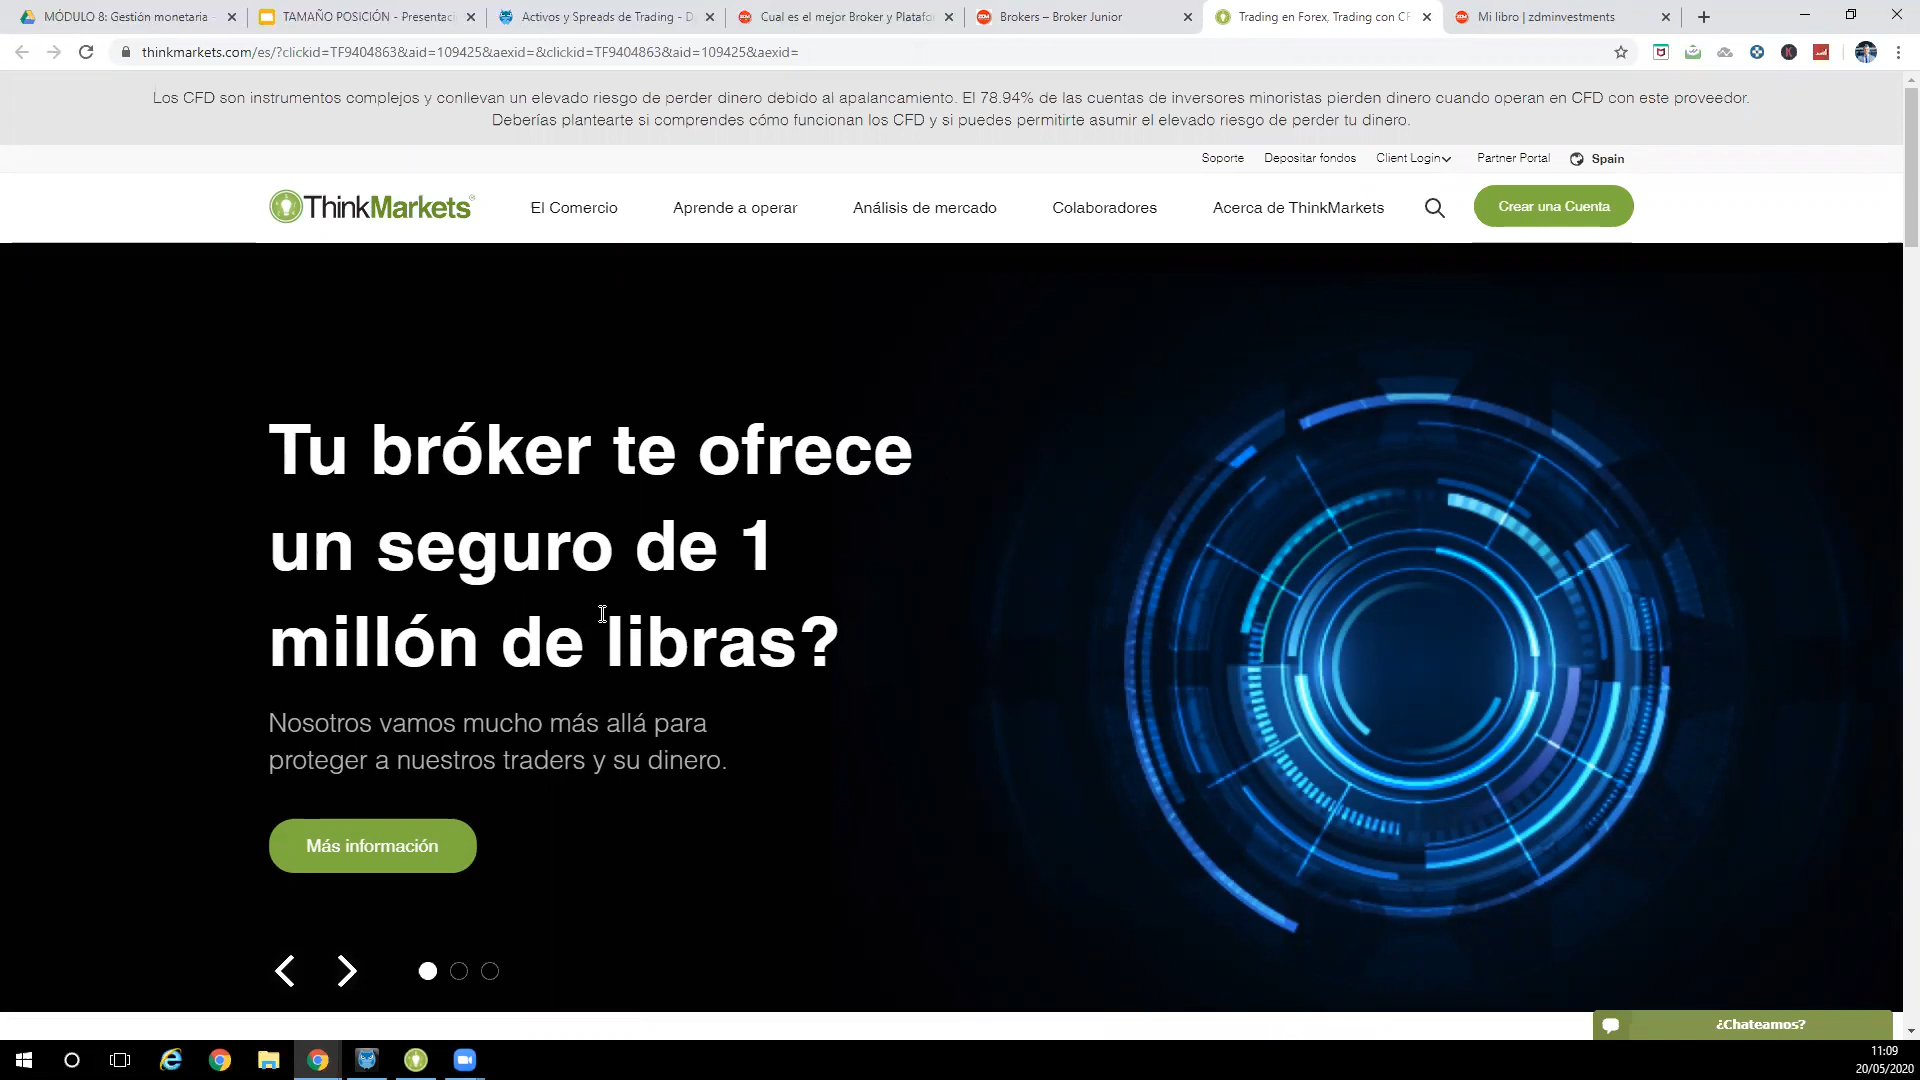 MÓDULO 8: Gestión monetaria
TAMAÑO POSICIÓN - Presentaci
Activos y Spreads de Trading - D
Cual es el mejor Broker y Platafo
Brokers – Broker Junior
Trading en Forex, Trading con CF
Mi libro | zdminvestments
thinkmarkets.com/es/?clickid=TF9404863&aid=109425&aexid=&clickid=TF9404863&aid=109425&aexid=
Los CFD son instrumentos complejos y conllevan un elevado riesgo de perder dinero debido al apalancamiento. El 78.94% de las cuentas de inversores minoristas pierden dinero cuando operan en CFD con este proveedor.
Deberías plantearte si comprendes cómo funcionan los CFD y si puedes permitirte asumir el elevado riesgo de perder tu dinero.
Soporte Depositar fondos Client Login Partner Portal Spain
ThinkMarkets El Comercio Aprende a operar Análisis de mercado Colaboradores Acerca de ThinkMarkets Crear una Cuenta
Tu bróker te ofrece
un seguro de 1
millón de libras?
Nosotros vamos mucho más allá para
proteger a nuestros traders y su dinero.
Más información
¿Chateamos?
11:09
20/05/2020